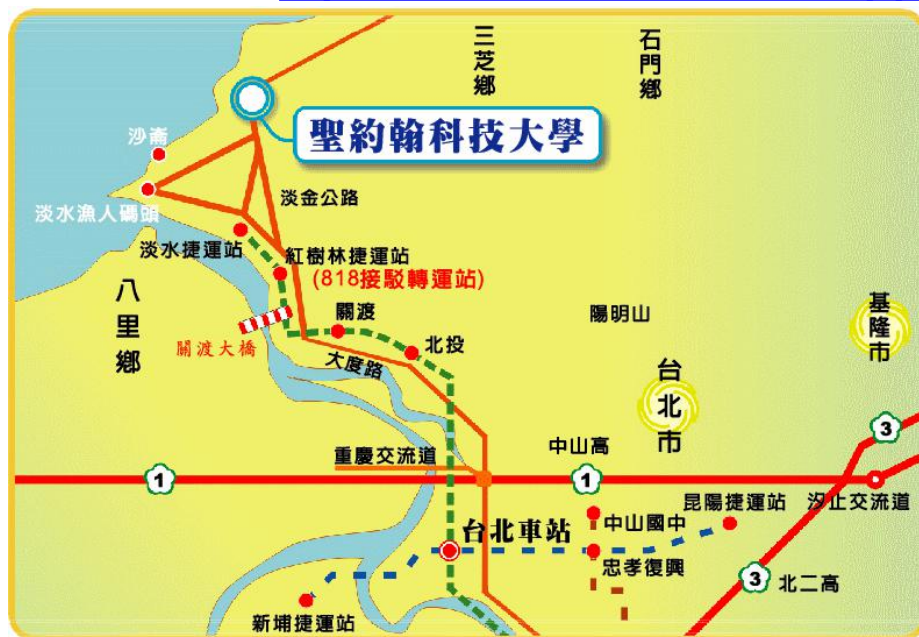 三芝鄉
石門鄉
聖約翰科技大學
沙崙
淡水漁人碼頭
淡金公路
淡水捷運站
紅樹林捷運站
(818接駁轉運站)
八里鄉
關渡
陽明山
基隆市
關渡大橋
北投
大度路
台北市
3
重慶交流道
中山高
1
1
昆陽捷運站
汐止交流道
中山國中
台北車站
忠孝復興
3
北二高
新埔捷運站